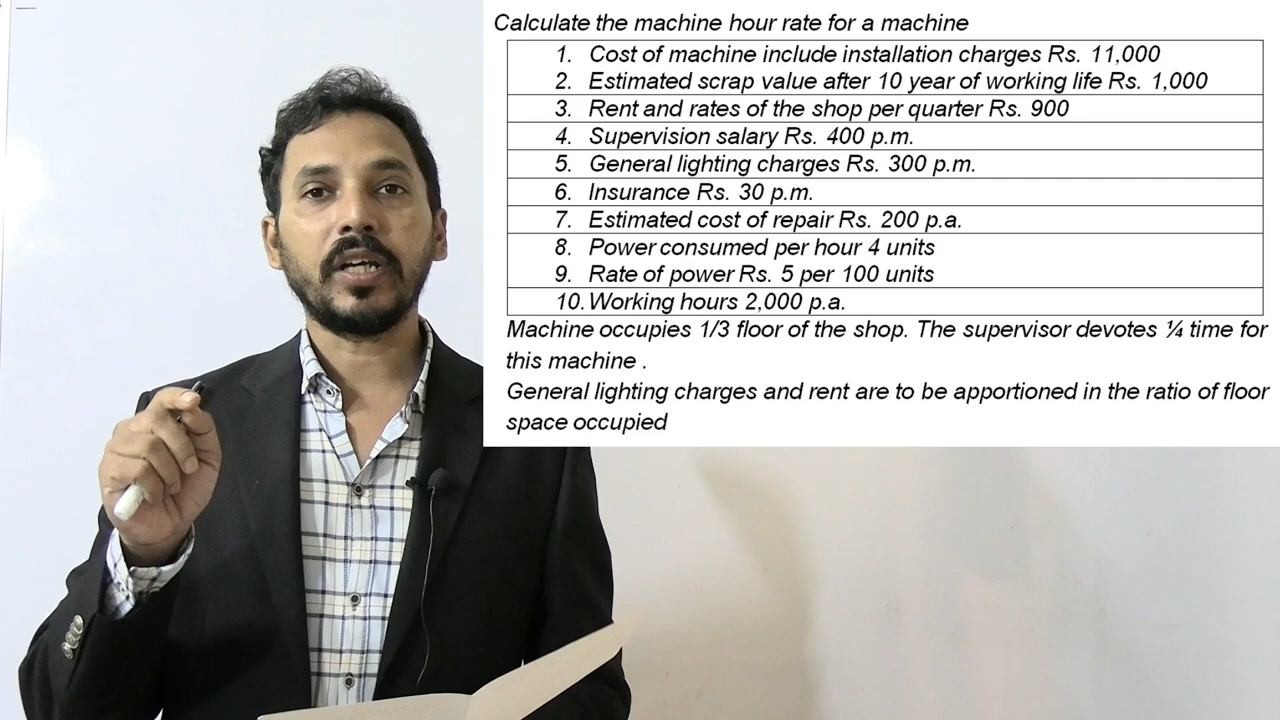 Calculate the machine hour rate for a machine
1. Cost of machine include installation charges Rs. 11,000
2. Estimated scrap value after 10 year of working life Rs. 1,000
3. Rent and rates of the shop per quarter Rs. 900
4. Supervision salary Rs. 400 p.m.
5. General lighting charges Rs. 300 p.m.
6. Insurance Rs. 30 p.m.
7. Estimated cost of repair Rs. 200 p.a.
8. Power consumed per hour 4 units
9. Rate of power Rs. 5 per 100 units
10. Working hours 2,000 p.a.
Machine occupies 1/3 floor of the shop. The supervisor devotes ¼ time for
this machine .
General lighting charges and rent are to be apportioned in the ratio of floor
space occupied